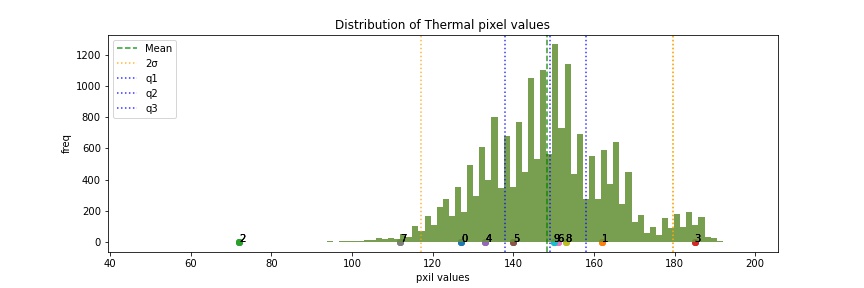 Distribution of Thermal pixel values
Mean
2σ
q1
q2
q3
freq
1200
1000
800
600
400
200
0
2 7 0 4 5 9 6 8 1 3
40 60 80 100 120 140 160 180 200
pxil values